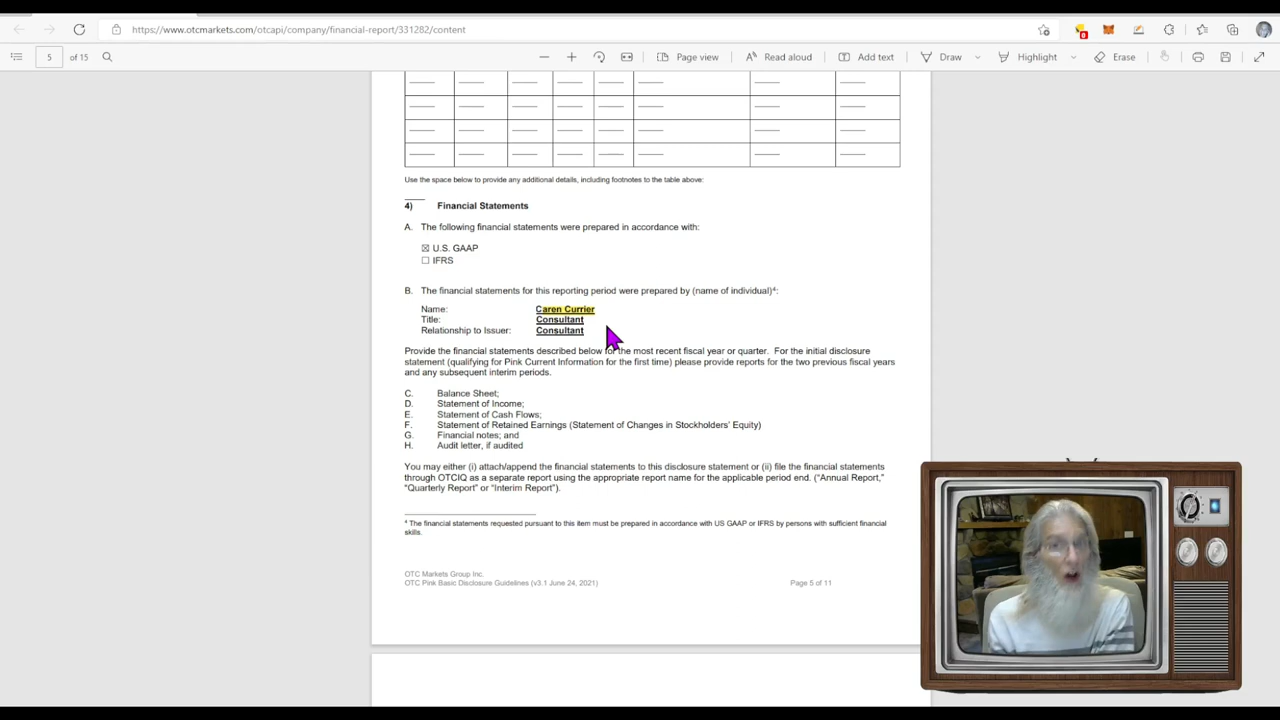 https://www.otcmarkets.com/otcapi/company/financial-report/331282/content
5 of 15
Page view
Read aloud
Add text
Draw
Highlight
Erase
Use the space below to provide any additional details, including footnotes to the table above:
4) Financial Statements
A. The following financial statements were prepared in accordance with:
☒ U.S. GAAP
☐ IFRS
B. The financial statements for this reporting period were prepared by (name of individual)⁴:
Name: Caren Currier
Title: Consultant
Relationship to Issuer: Consultant
Provide the financial statements described below for the most recent fiscal year or quarter. For the initial disclosure
statement (qualifying for Pink Current Information for the first time) please provide reports for the two previous fiscal years
and any subsequent interim periods.
C. Balance Sheet;
D. Statement of Income;
E. Statement of Cash Flows;
F. Statement of Retained Earnings (Statement of Changes in Stockholders' Equity)
G. Financial notes; and
H. Audit letter, if audited
You may either (i) attach/append the financial statements to this disclosure statement or (ii) file the financial statements
through OTCIQ as a separate report using the appropriate report name for the applicable period end. ("Annual Report,"
"Quarterly Report" or "Interim Report").
⁴ The financial statements requested pursuant to this item must be prepared in accordance with US GAAP or IFRS by persons with sufficient financial
skills.
OTC Markets Group Inc.
OTC Pink Basic Disclosure Guidelines (v3.1 June 24, 2021) Page 5 of 11